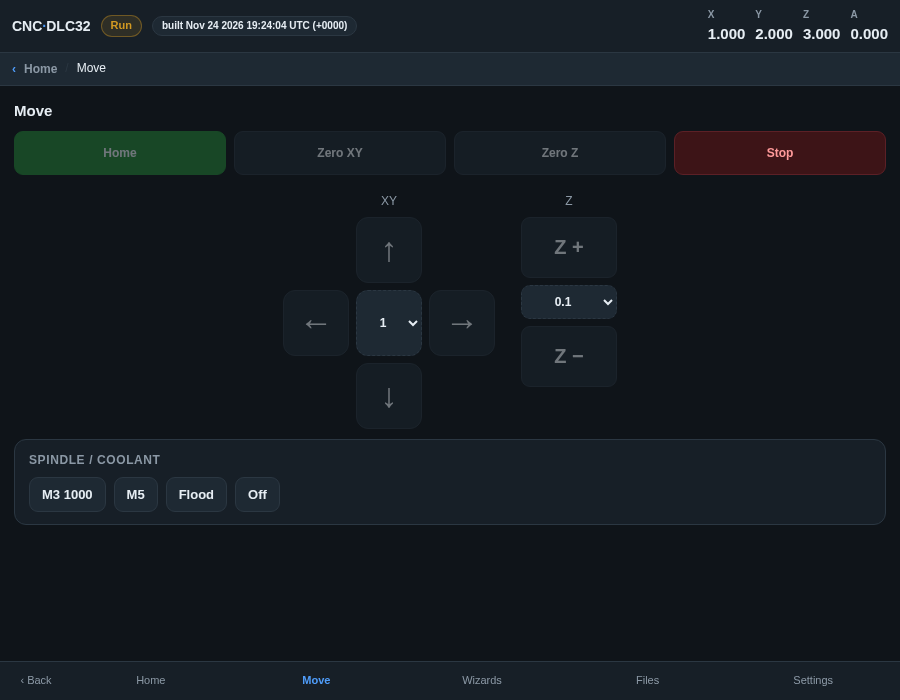 CNC·DLC32 Run built Nov 24 2026 19:24:04 UTC (+0000)
X Y Z A
1.000 2.000 3.000 0.000
‹ Home / Move
Move
Home Zero XY Zero Z Stop
XY Z
↑ Z +
← 1 → 0.1
Z −
↓
SPINDLE / COOLANT
M3 1000 M5 Flood Off
‹ Back Home Move Wizards Files Settings